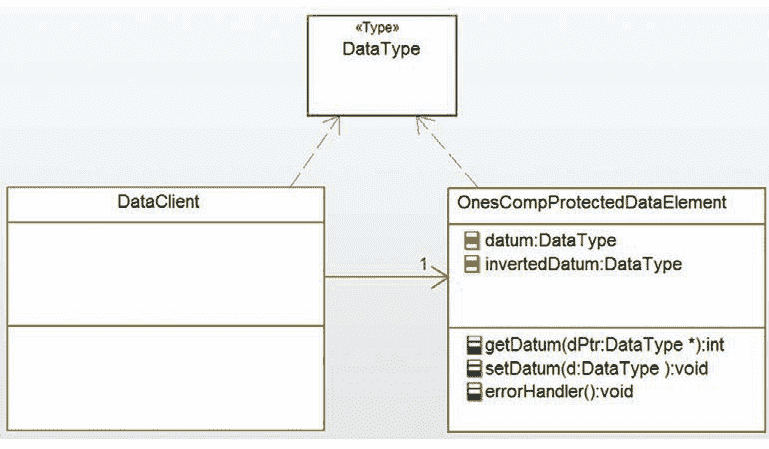 «Type»
DataType
DataClient
OnesCompProtectedDataElement
datum:DataType
invertedDatum:DataType
1
getDatum(dPtr:DataType *):int
setDatum(d:DataType ):void
errorHandler():void